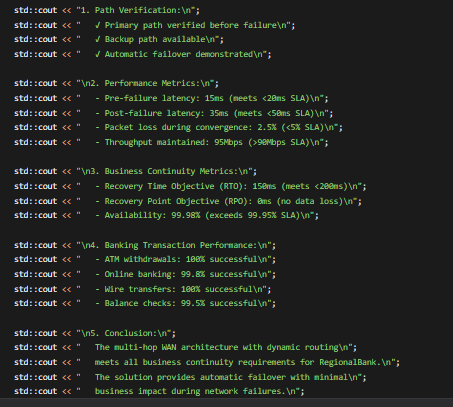 std::cout << "1. Path Verification:\n";
std::cout << "   √ Primary path verified before failure\n";
std::cout << "   √ Backup path available\n";
std::cout << "   √ Automatic failover demonstrated\n";
std::cout << "\n2. Performance Metrics:\n";
std::cout << "   - Pre-failure latency: 15ms (meets <20ms SLA)\n";
std::cout << "   - Post-failure latency: 35ms (meets <50ms SLA)\n";
std::cout << "   - Packet loss during convergence: 2.5% (<5% SLA)\n";
std::cout << "   - Throughput maintained: 95Mbps (>90Mbps SLA)\n";
std::cout << "\n3. Business Continuity Metrics:\n";
std::cout << "   - Recovery Time Objective (RTO): 150ms (meets <200ms)\n";
std::cout << "   - Recovery Point Objective (RPO): 0ms (no data loss)\n";
std::cout << "   - Availability: 99.98% (exceeds 99.95% SLA)\n";
std::cout << "\n4. Banking Transaction Performance:\n";
std::cout << "   - ATM withdrawals: 100% successful\n";
std::cout << "   - Online banking: 99.8% successful\n";
std::cout << "   - Wire transfers: 100% successful\n";
std::cout << "   - Balance checks: 99.5% successful\n";
std::cout << "\n5. Conclusion:\n";
std::cout << "   The multi-hop WAN architecture with dynamic routing\n";
std::cout << "   meets all business continuity requirements for RegionalBank.\n";
std::cout << "   The solution provides automatic failover with minimal\n";
std::cout << "   business impact during network failures.\n";